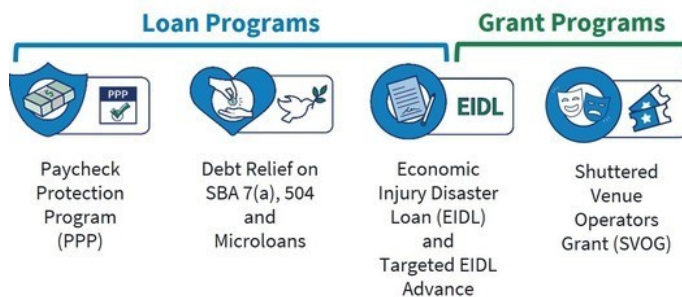 Loan Programs
Grant Programs
PPP
EIDL
Paycheck
Protection
Program
(PPP)
Debt Relief on
SBA 7(a), 504
and
Microloans
Economic
Injury Disaster
Loan (EIDL)
and
Targeted EIDL
Advance
Shuttered
Venue
Operators
Grant (SVOG)